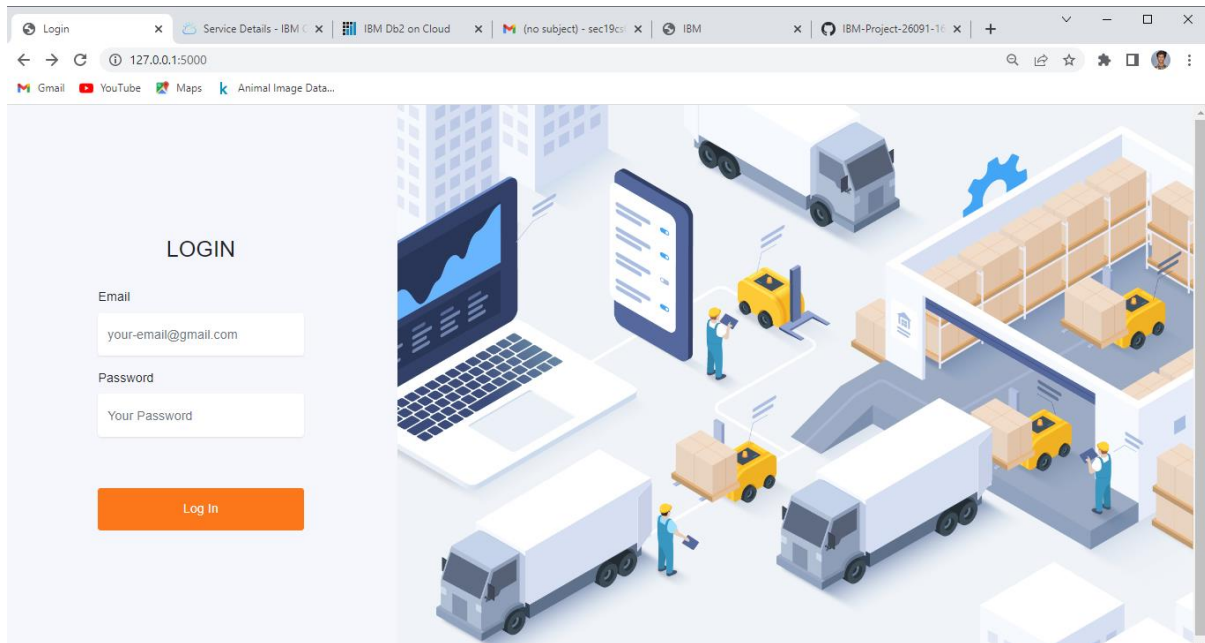 Login
Service Details - IBM C
IBM Db2 on Cloud
(no subject) - sec19cs
IBM
IBM-Project-26091-16
127.0.0.1:5000
Gmail YouTube Maps k Animal Image Data...
LOGIN
Email
your-email@gmail.com
Password
Your Password
Log In